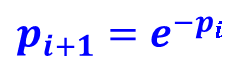 p_{i+1} = e^{-p_i}